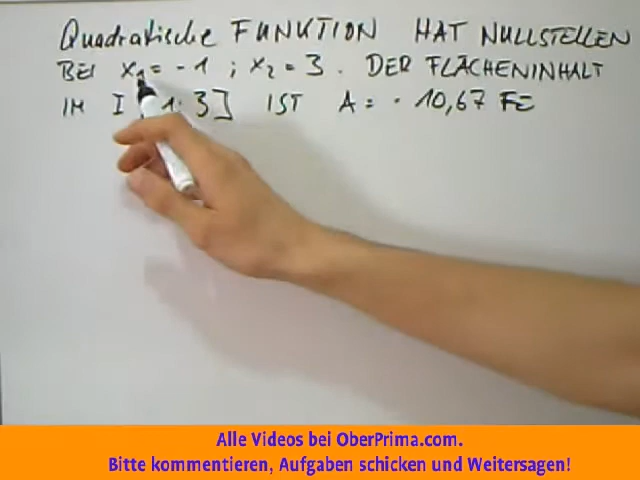 Quadratische FUNKTION HAT NULLSTELLEN
BEI x₁ = -1 ; x₂ = 3 . DER FLÄCHENINHALT
IM I 1; 3] IST A = - 10,67 FE
Alle Videos bei OberPrima.com.
Bitte kommentieren, Aufgaben schicken und Weitersagen!